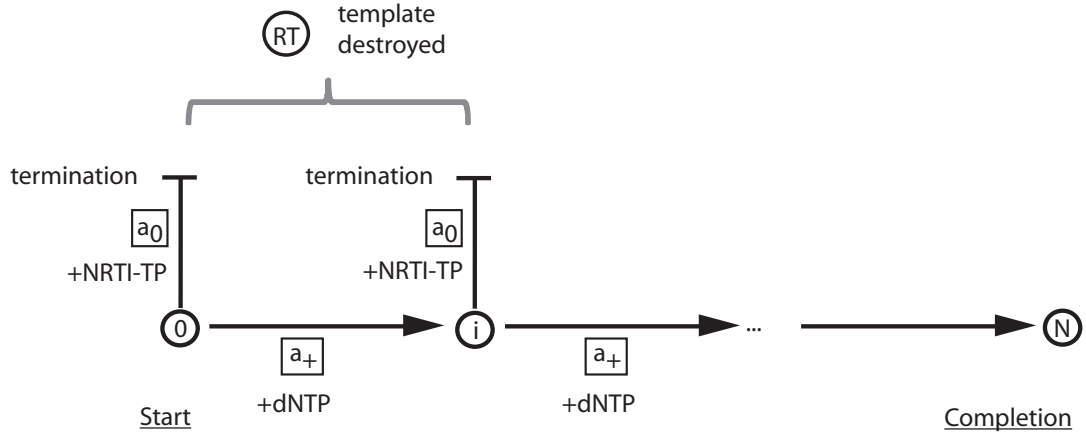 RT
template
destroyed
termination
termination
a0
a0
+NRTI-TP
+NRTI-TP
0
i
...
N
a+
a+
+dNTP
+dNTP
Start
Completion